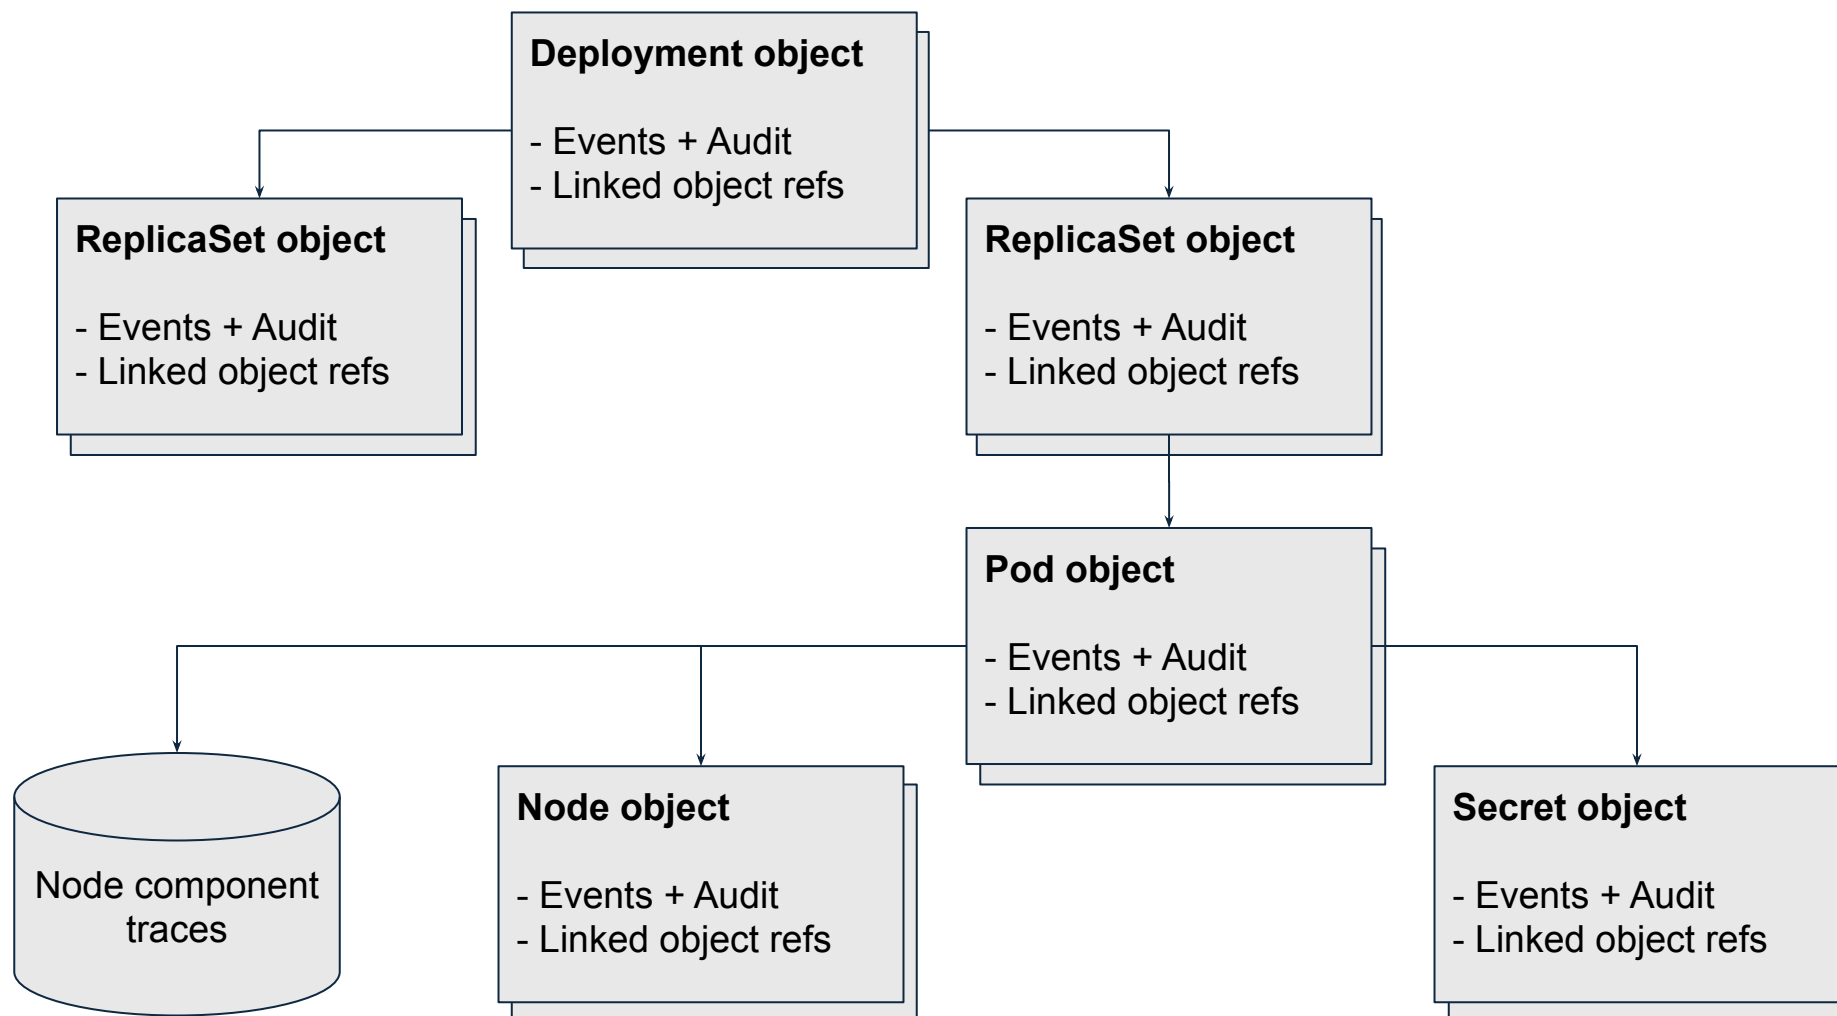 Deployment object
- Events + Audit
- Linked object refs
ReplicaSet object
- Events + Audit
- Linked object refs
ReplicaSet object
- Events + Audit
- Linked object refs
Pod object
- Events + Audit
- Linked object refs
Node component
traces
Node object
- Events + Audit
- Linked object refs
Secret object
- Events + Audit
- Linked object refs